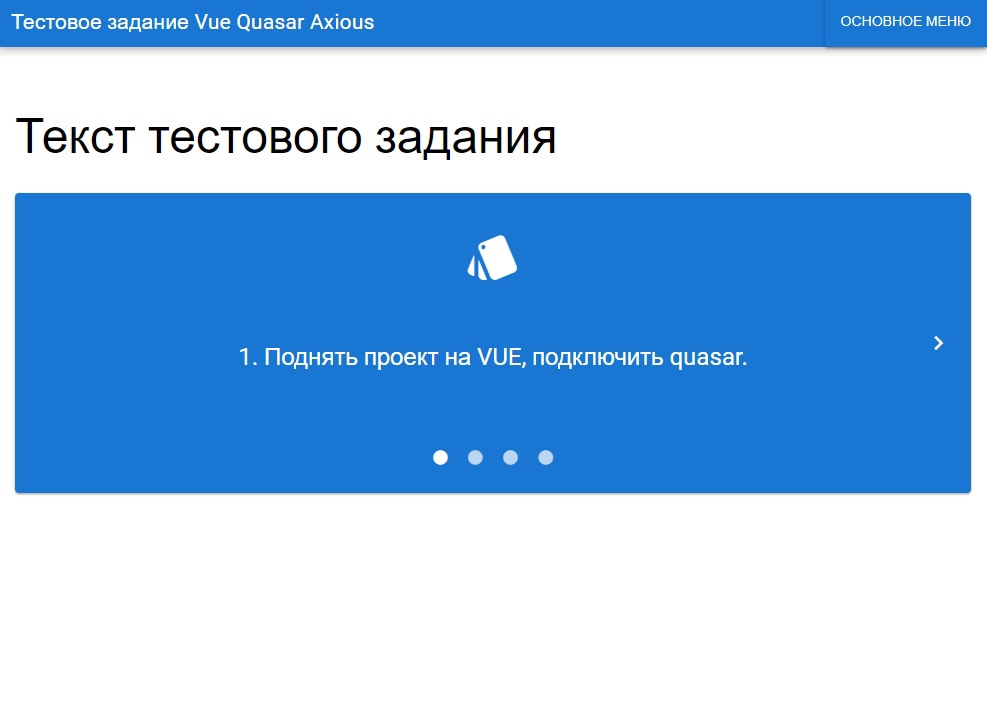 Тестовое задание Vue Quasar Axious
ОСНОВНОЕ МЕНЮ
Текст тестового задания
1. Поднять проект на VUE, подключить quasar.